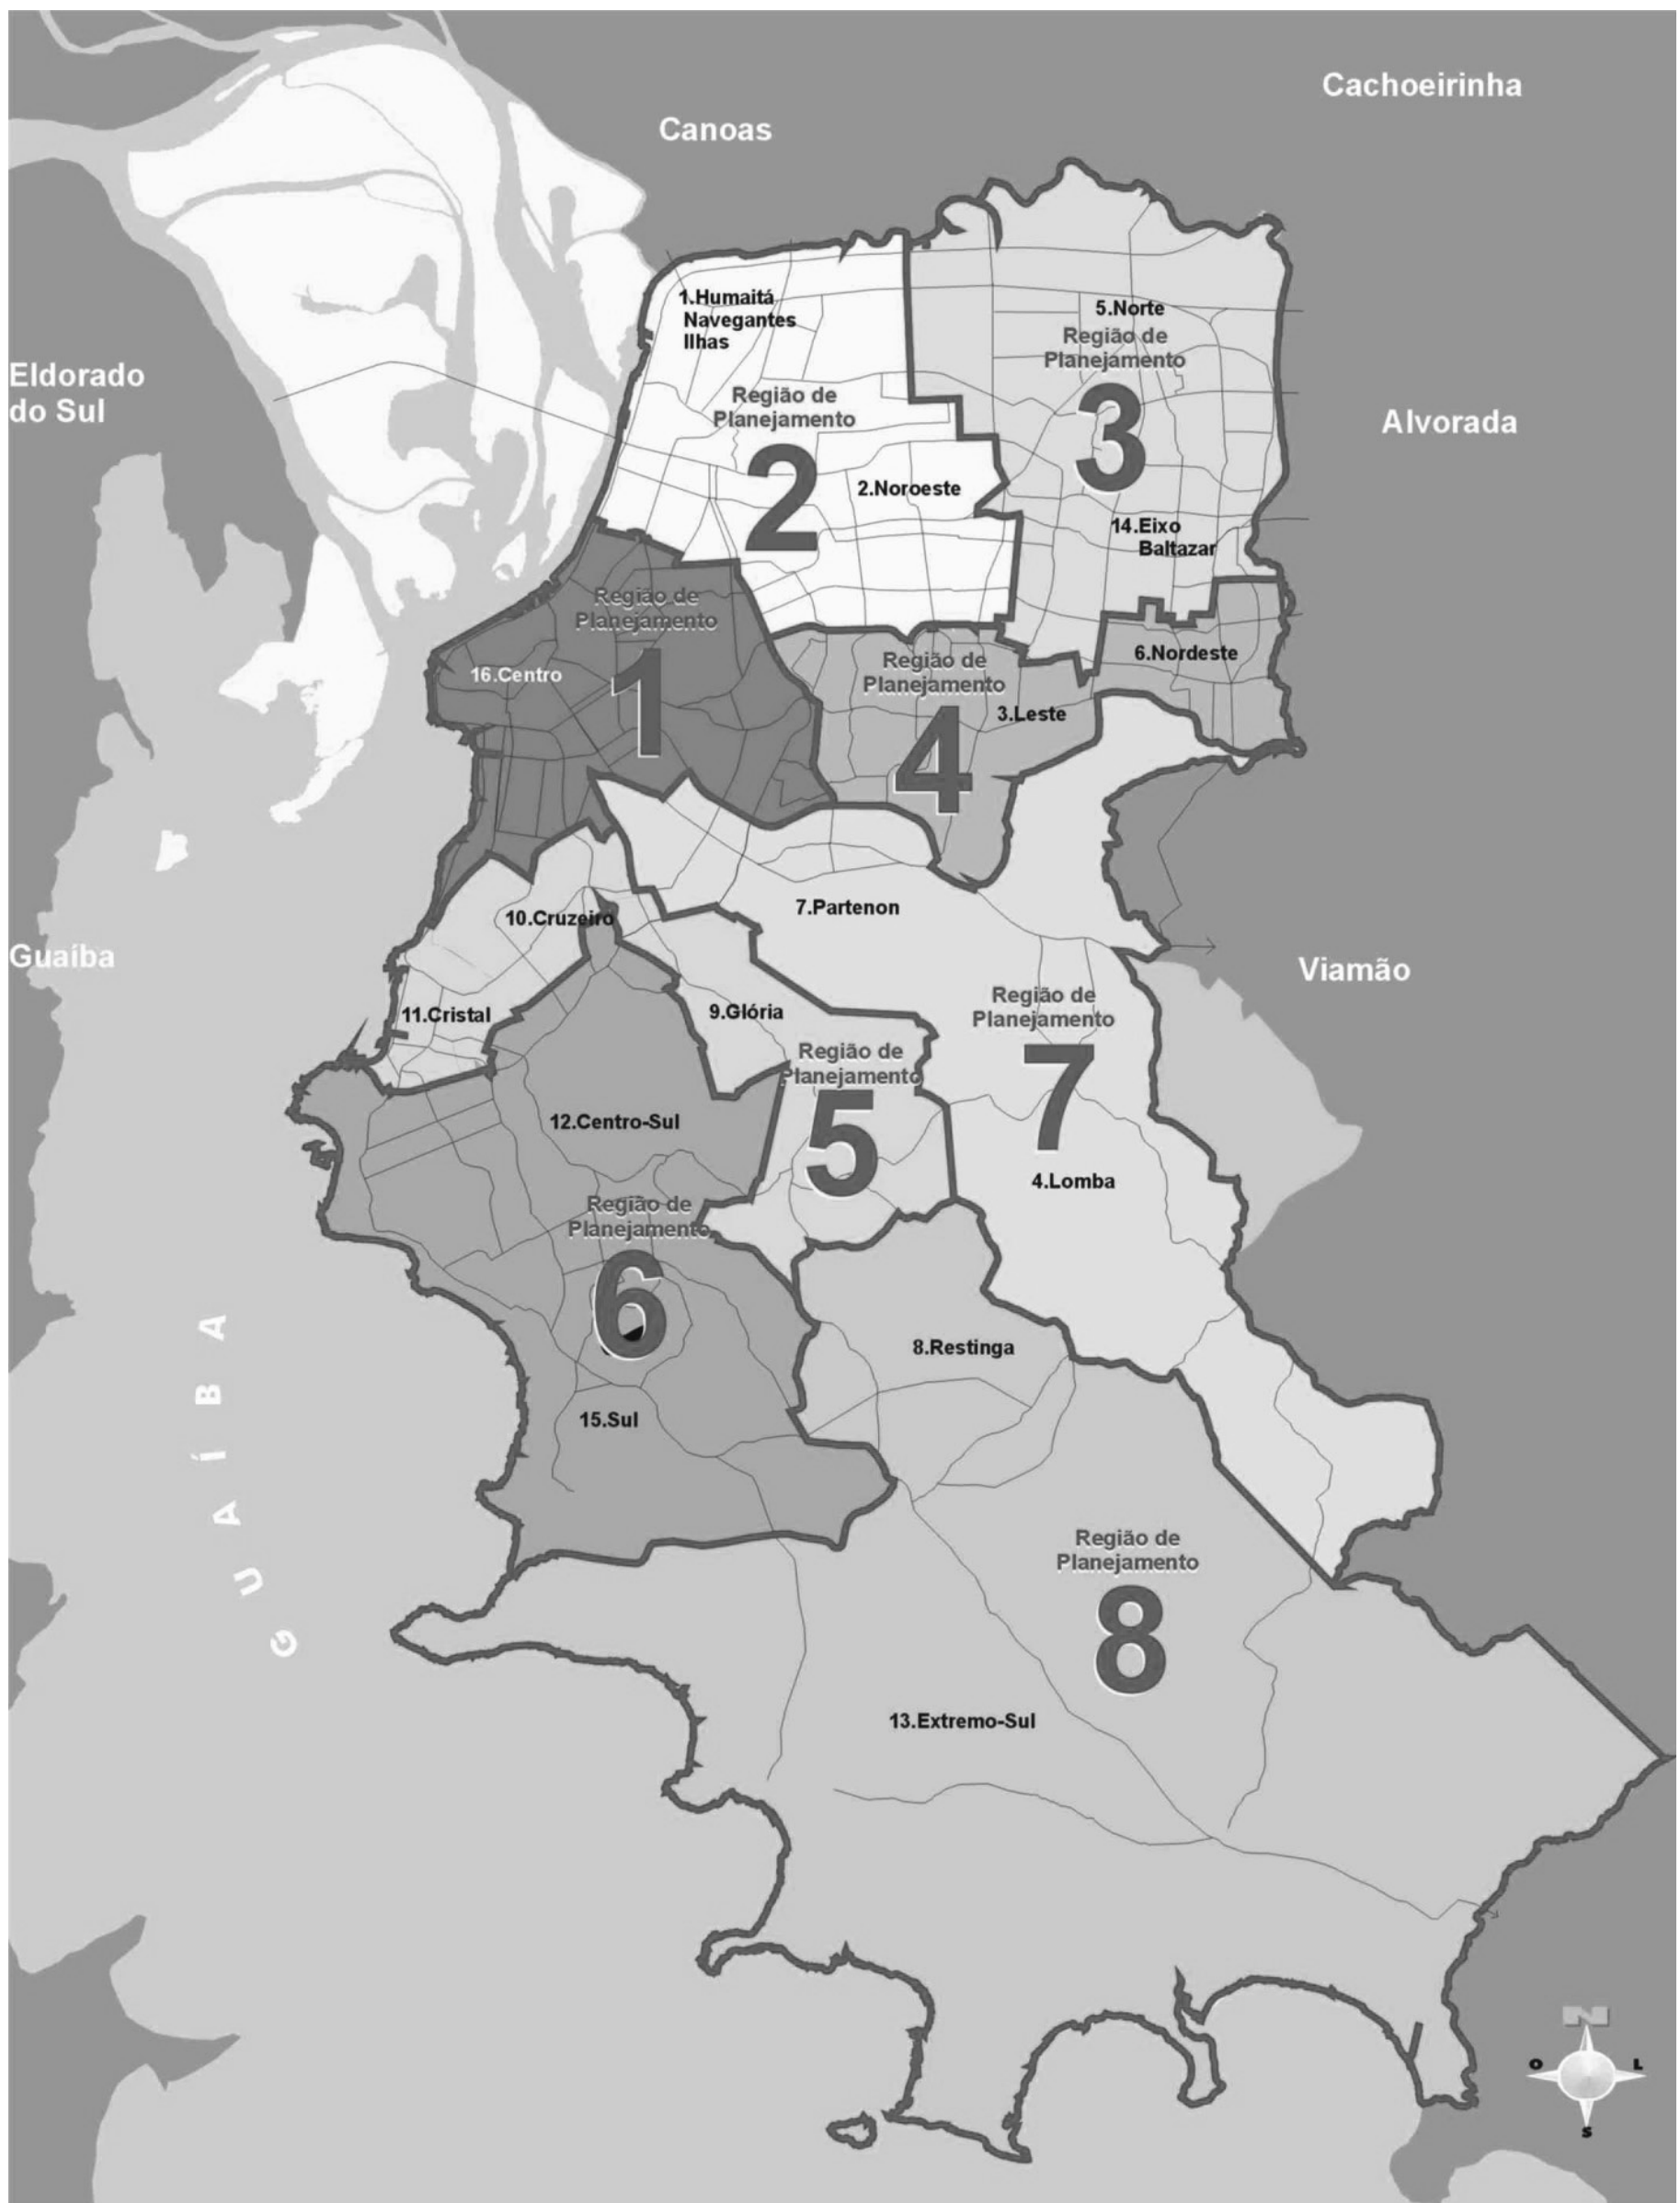 Cachoeirinha
Canoas
1.Humaitá
Navegantes
Ilhas
5.Norte
Região de
Planejamento
3
Eldorado
do Sul
Região de
Planejamento
2
Alvorada
2.Noroeste
14.Eixo
Baltazar
Região de
Planejamento
1
16.Centro
6.Nordeste
Região de
Planejamento
4
3.Leste
7.Partenon
10.Cruzeiro
Guaíba
Viamão
11.Cristal
9.Glória
Região de
Planejamento
7
Região de
Planejamento
5
12.Centro-Sul
4.Lomba
Região de
Planejamento
6
8.Restinga
15.Sul
GUAÍBA
Região de
Planejamento
8
13.Extremo-Sul
N
O L
S